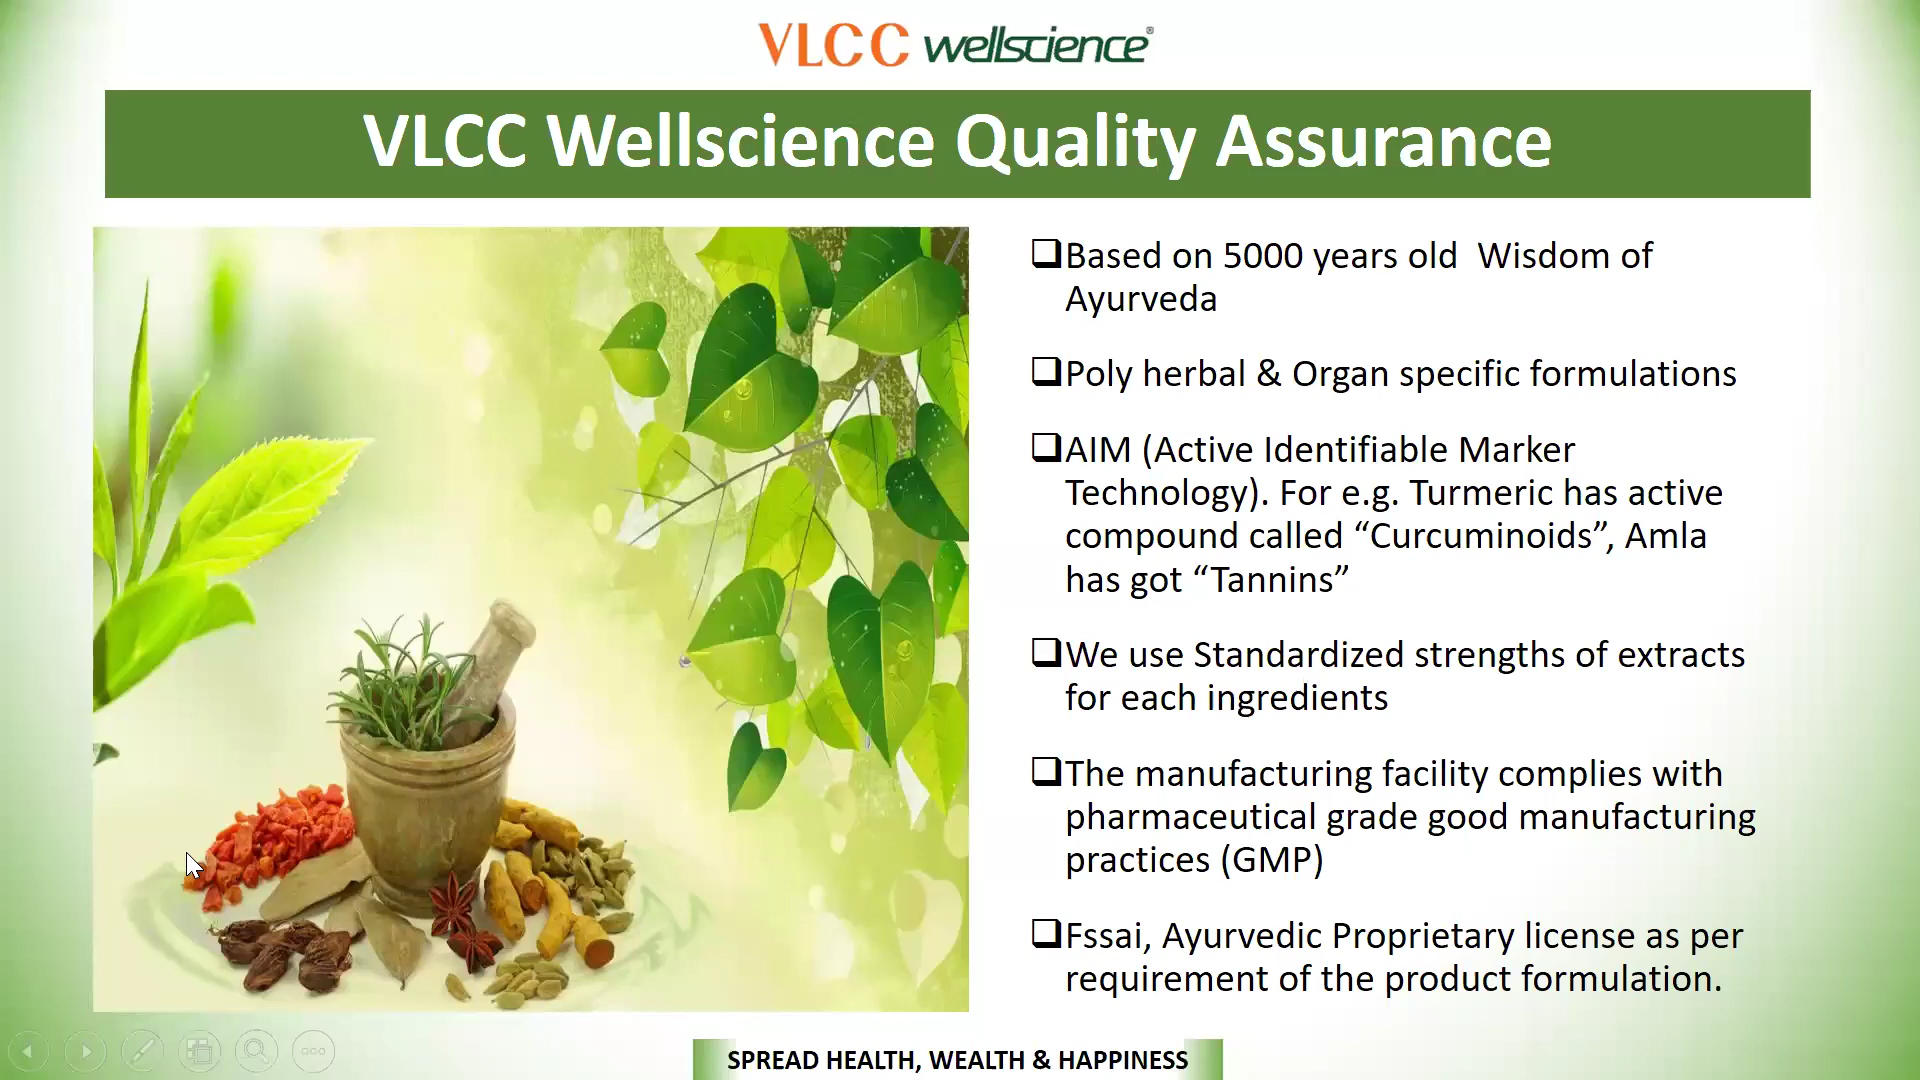 VLCC wellscience®
VLCC Wellscience Quality Assurance
Based on 5000 years old  Wisdom of
Ayurveda
Poly herbal & Organ specific formulations
AIM (Active Identifiable Marker
Technology). For e.g. Turmeric has active
compound called “Curcuminoids”, Amla
has got “Tannins”
We use Standardized strengths of extracts
for each ingredients
The manufacturing facility complies with
pharmaceutical grade good manufacturing
practices (GMP)
Fssai, Ayurvedic Proprietary license as per
requirement of the product formulation.
SPREAD HEALTH, WEALTH & HAPPINESS